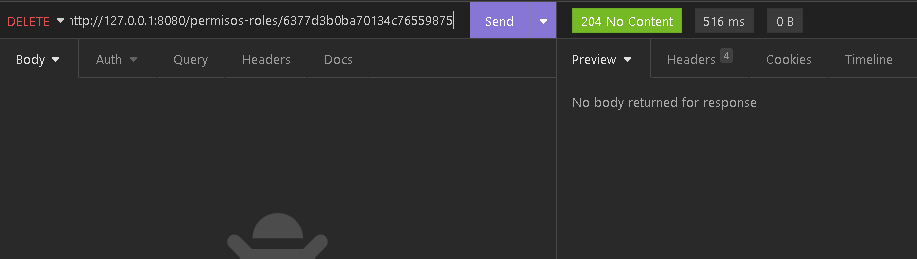 DELETE http://127.0.0.1:8080/permisos-roles/6377d3b0ba70134c76559875 Send 204 No Content 516 ms 0 B
Body Auth Query Headers Docs Preview Headers 4 Cookies Timeline
No body returned for response